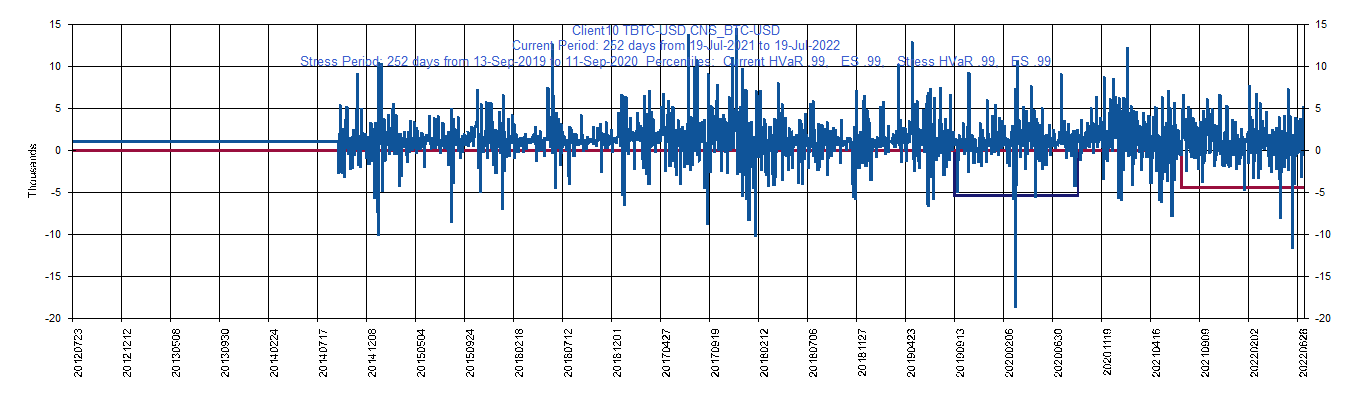 Client10 TBTC-USD CNS_BTC-USD
Current Period: 252 days from 19-Jul-2021 to 19-Jul-2022
Stress Period: 252 days from 13-Sep-2019 to 11-Sep-2020 Percentiles: Current HVaR .99, ES .99, Stress HVaR .99, ES .99
15 15
10 10
5 5
0 0
-5 -5
-10 -10
-15 -15
-20 -20
Thousands
20120723 20121212 20130508 20130930 20140224 20140717 20141208 20150504 20150924 20160218 20160712 20161201 20170427 20170919 20180212 20180706 20181127 20190423 20190913 20200206 20200630 20201119 20210416 20210909 20220202 20220628